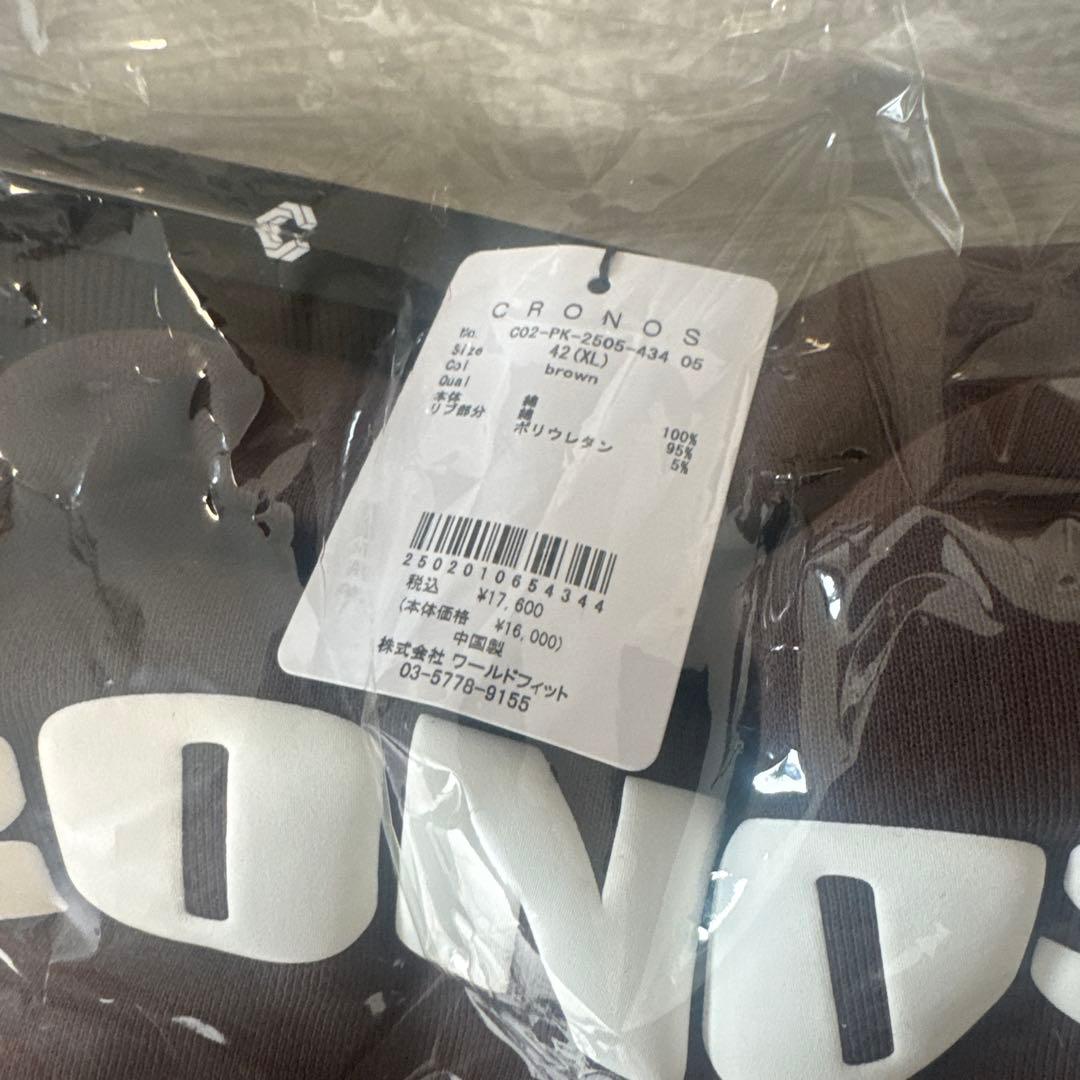 CRONOS
No. C02-PK-2505-434 05
Size 42(XL)
Col brown
Qual
本体 綿 100%
リブ部分 綿 95%
ポリウレタン 5%
2502010654344
税込 ¥17,600
(本体価格 ¥16,000)
中国製
株式会社 ワールドフィット
03-5778-9155
ONO